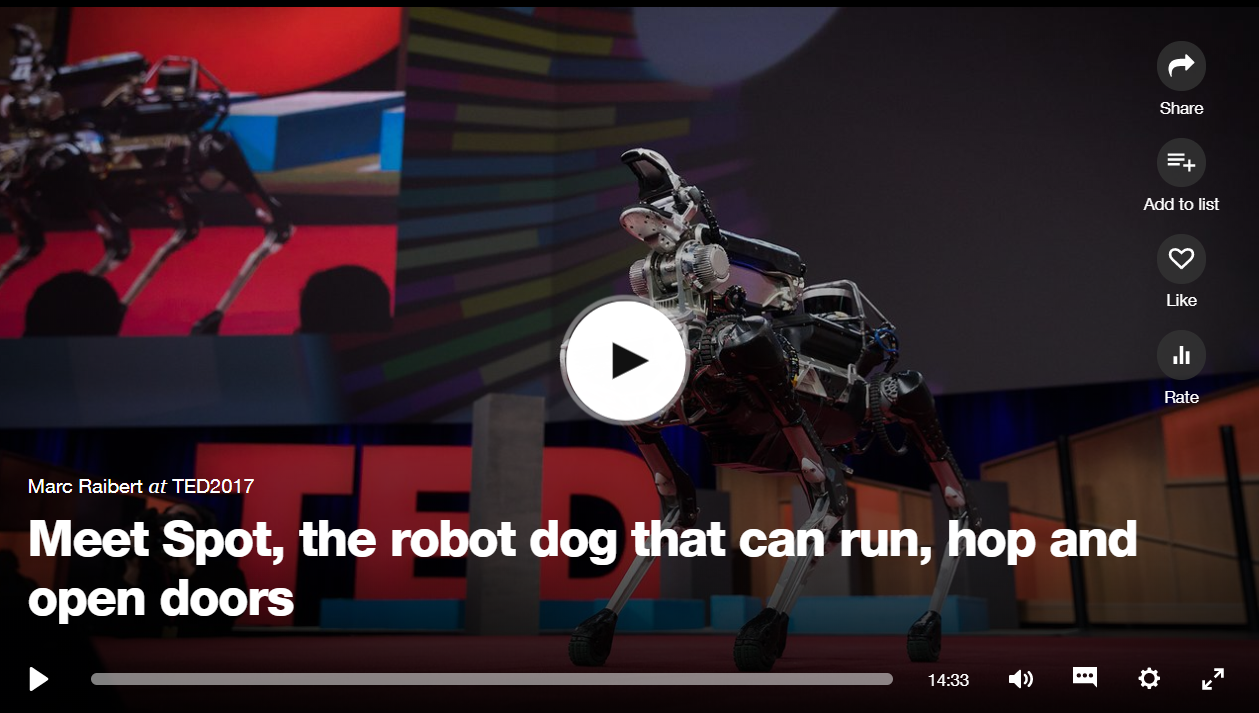 Share
Add to list
Like
Rate
TED
Marc Raibert at TED2017
Meet Spot, the robot dog that can run, hop and
open doors
14:33